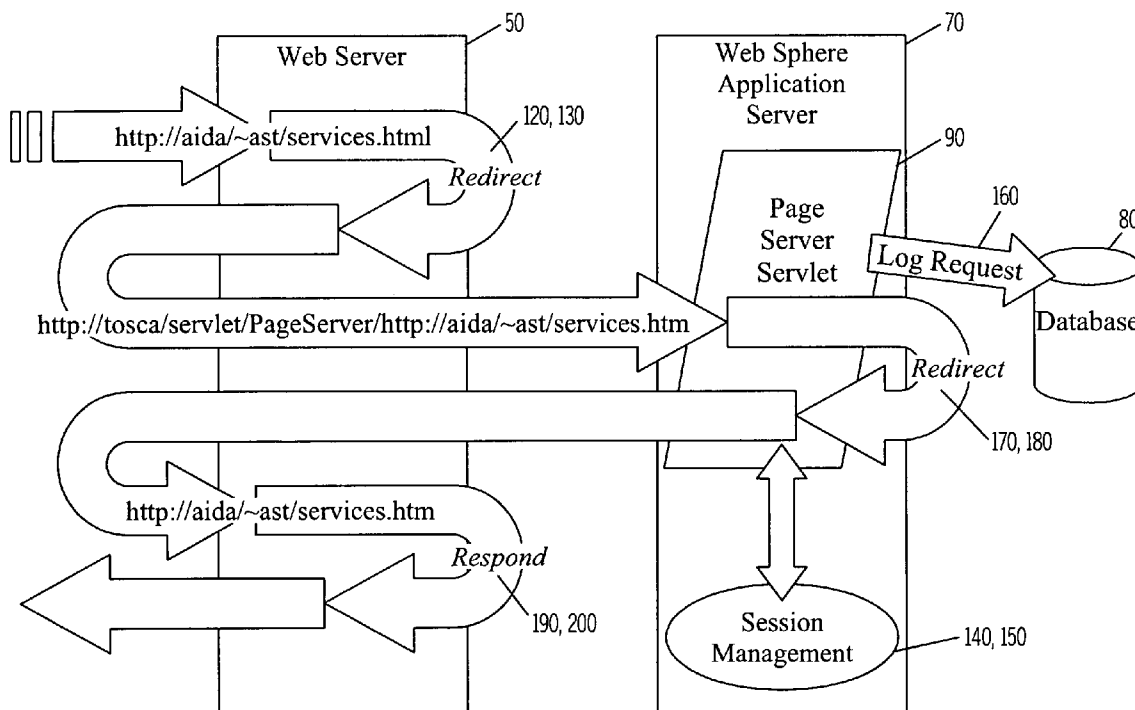 50
Web Server
70
Web Sphere
Application
Server
http://aida/~ast/services.html
120, 130
Redirect
90
Page
Server
Servlet
160
Log Request
80
Database
http://tosca/servlet/PageServer/http://aida/~ast/services.htm
Redirect
170, 180
http://aida/~ast/services.htm
Respond
190, 200
Session
Management
140, 150